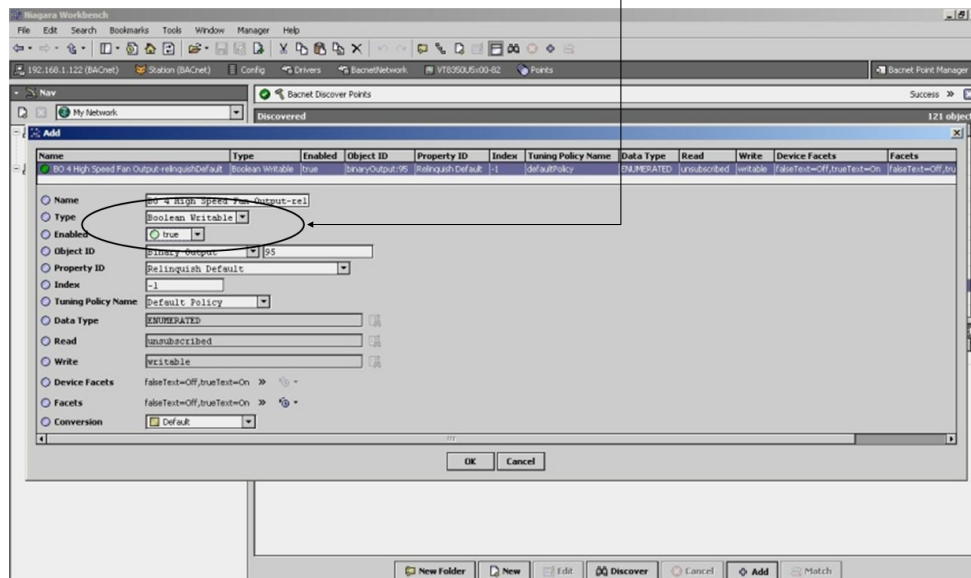 Niagara Workbench
File Edit Search Bookmarks Tools Window Manager Help
192.168.1.122 (BACnet) Station (BACnet) Config Drivers BacnetNetwork VT8350U5x00-82 Points Bacnet Point Manager
Nav Bacnet Discover Points Success »
My Network Discovered 121 objec
Add
Name Type Enabled Object ID Property ID Index Tuning Policy Name Data Type Read Write Device Facets Facets
BO 4 High Speed Fan Output-relinquishDefault Boolean Writable true binaryOutput:95 Relinquish Default -1 defaultPolicy ENUMERATED unsubscribed writable falseText=Off,trueText=On falseText=Off,tru
Name BO 4 High Speed Fan Output-rel
Type Boolean Writable
Enabled true
Object ID Binary Output 95
Property ID Relinquish Default
Index -1
Tuning Policy Name Default Policy
Data Type ENUMERATED
Read unsubscribed
Write writable
Device Facets falseText=Off,trueText=On »
Facets falseText=Off,trueText=On »
Conversion Default
OK Cancel
New Folder New Edit Discover Cancel Add Match